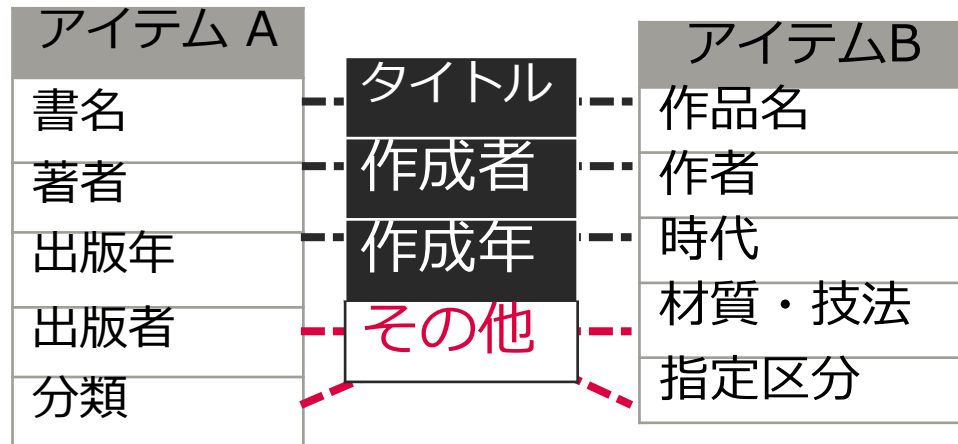 アイテム A
書名
著者
出版年
出版者
分類
タイトル
作成者
作成年
その他
アイテムB
作品名
作者
時代
材質・技法
指定区分